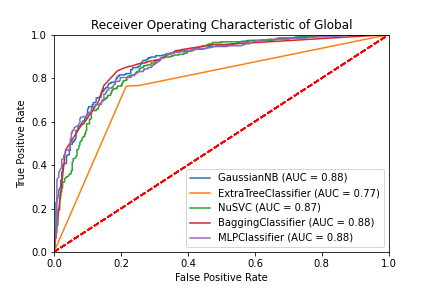 Receiver Operating Characteristic of Global
True Positive Rate
1.0
0.8
0.6
0.4
0.2
0.0
GaussianNB (AUC = 0.88)
ExtraTreeClassifier (AUC = 0.77)
NuSVC (AUC = 0.87)
BaggingClassifier (AUC = 0.88)
MLPClassifier (AUC = 0.88)
0.0 0.2 0.4 0.6 0.8 1.0
False Positive Rate